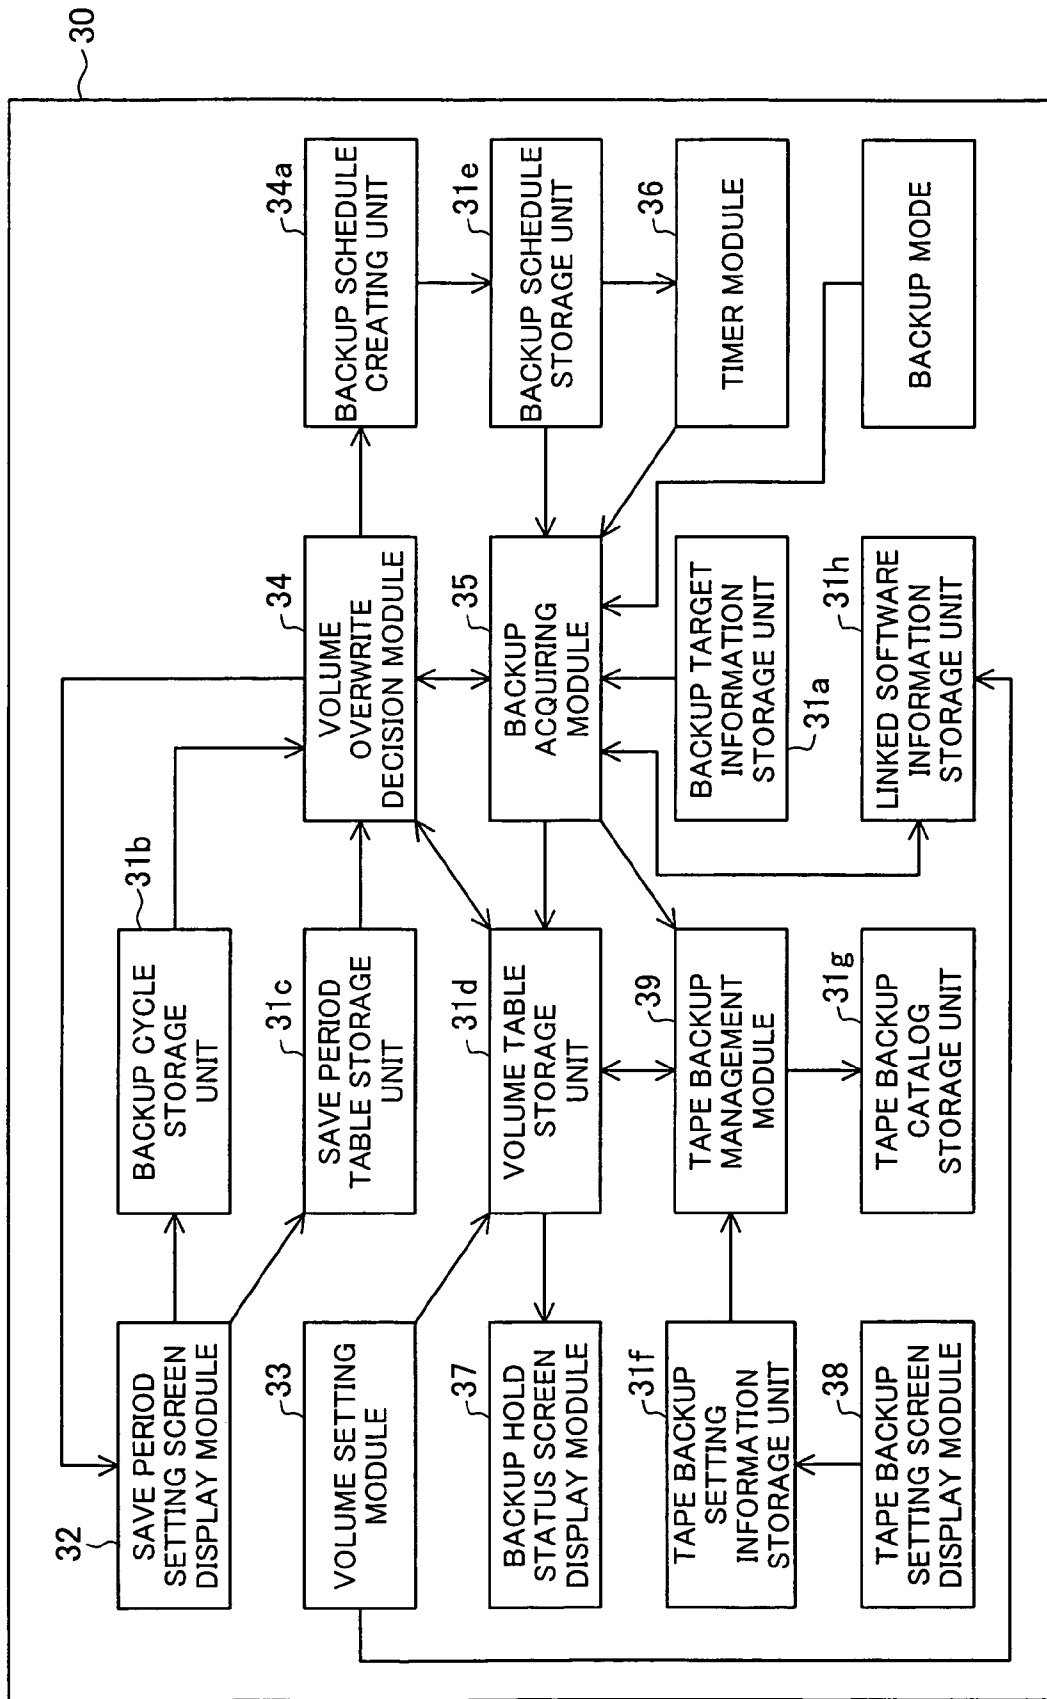 30
32
SAVE PERIOD
SETTING SCREEN
DISPLAY MODULE
31b
BACKUP CYCLE
STORAGE
UNIT
33
VOLUME SETTING
MODULE
31c
SAVE PERIOD
TABLE STORAGE
UNIT
34
VOLUME
OVERWRITE
DECISION MODULE
34a
BACKUP SCHEDULE
CREATING UNIT
37
BACKUP HOLD
STATUS SCREEN
DISPLAY MODULE
31d
VOLUME TABLE
STORAGE
UNIT
35
BACKUP
ACQUIRING
MODULE
31e
BACKUP SCHEDULE
STORAGE UNIT
31f
TAPE BACKUP
SETTING
INFORMATION
STORAGE UNIT
39
TAPE BACKUP
MANAGEMENT
MODULE
BACKUP TARGET
INFORMATION
STORAGE UNIT
31a
36
TIMER MODULE
38
TAPE BACKUP
SETTING SCREEN
DISPLAY MODULE
31g
TAPE BACKUP
CATALOG
STORAGE UNIT
31h
LINKED SOFTWARE
INFORMATION
STORAGE UNIT
BACKUP MODE